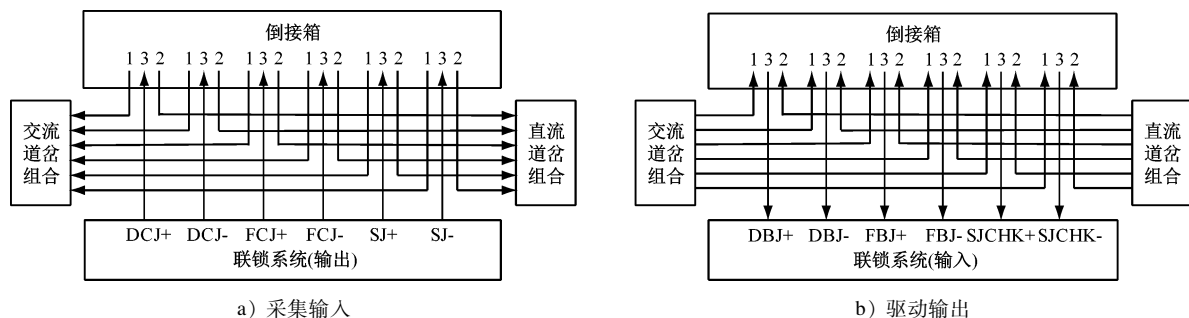 倒接箱
1 3 2 1 3 2 1 3 2 1 3 2 1 3 2 1 3 2
交流
道岔
组合
直流
道岔
组合
DCJ+ DCJ- FCJ+ FCJ- SJ+ SJ-
联锁系统(输出)
a）采集输入
倒接箱
1 3 2 1 3 2 1 3 2 1 3 2 1 3 2 1 3 2
交流
道岔
组合
直流
道岔
组合
DBJ+ DBJ- FBJ+ FBJ- SJCHK+ SJCHK-
联锁系统(输入)
b）驱动输出